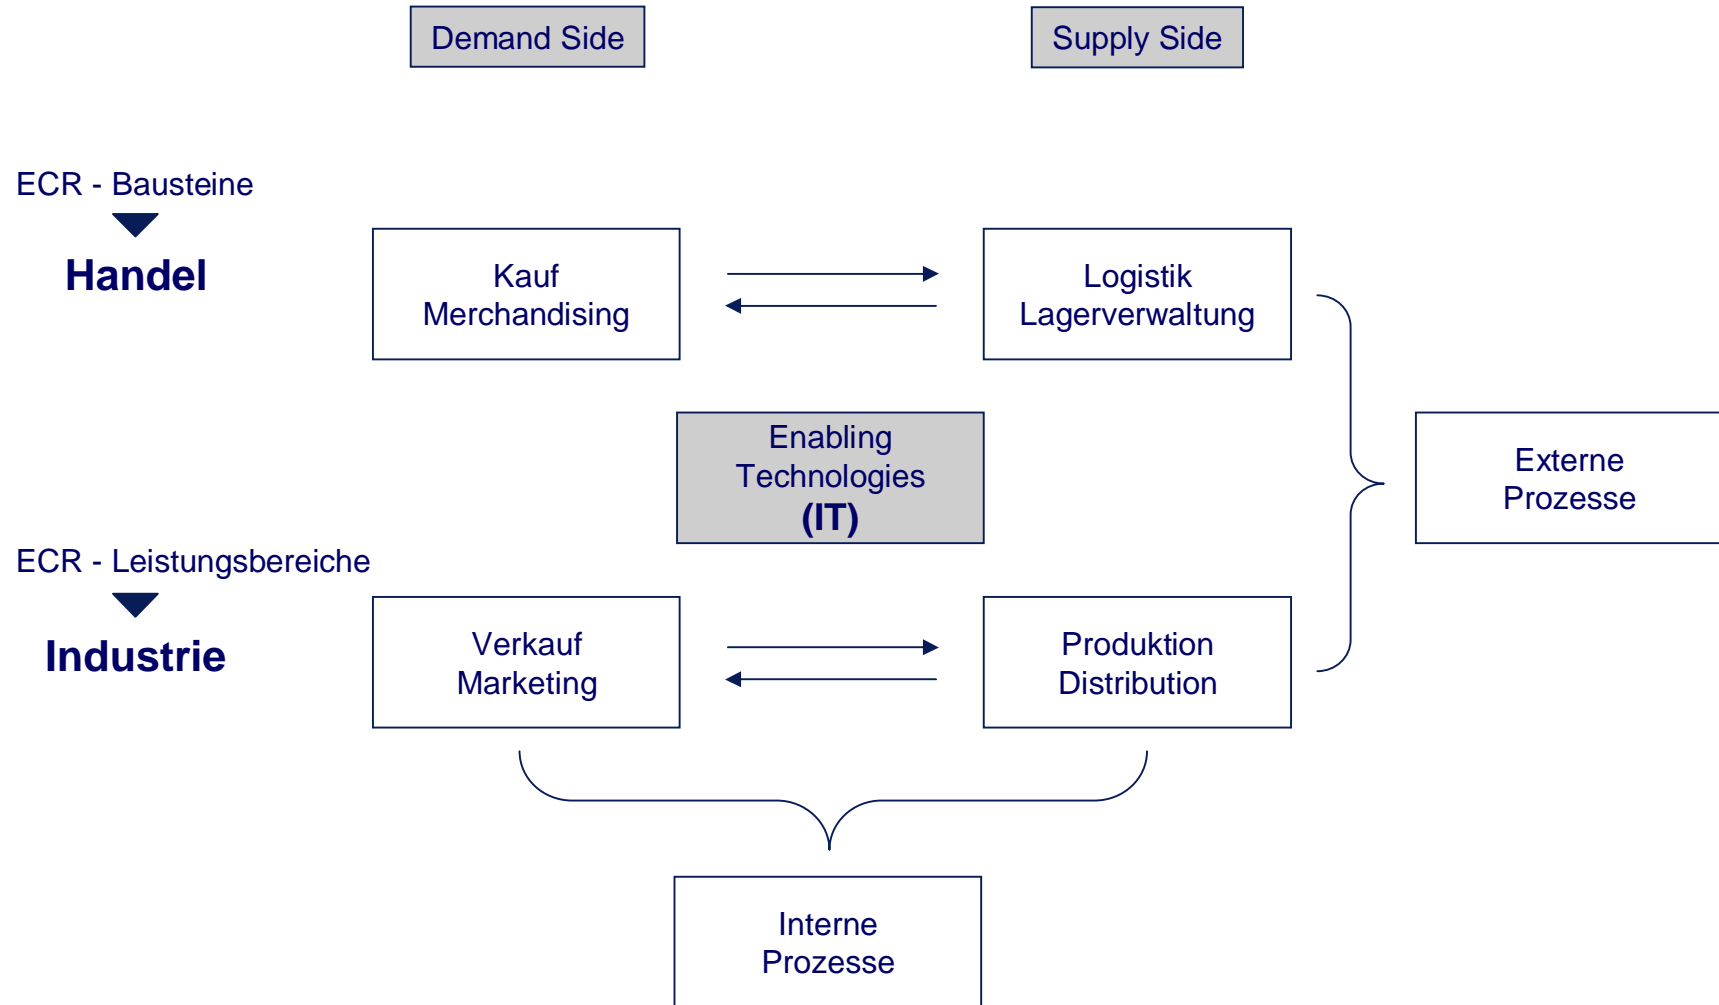 Demand Side
Supply Side
ECR - Bausteine
Handel
Kauf
Merchandising
Logistik
Lagerverwaltung
Enabling
Technologies
(IT)
Externe
Prozesse
ECR - Leistungsbereiche
Industrie
Verkauf
Marketing
Produktion
Distribution
Interne
Prozesse